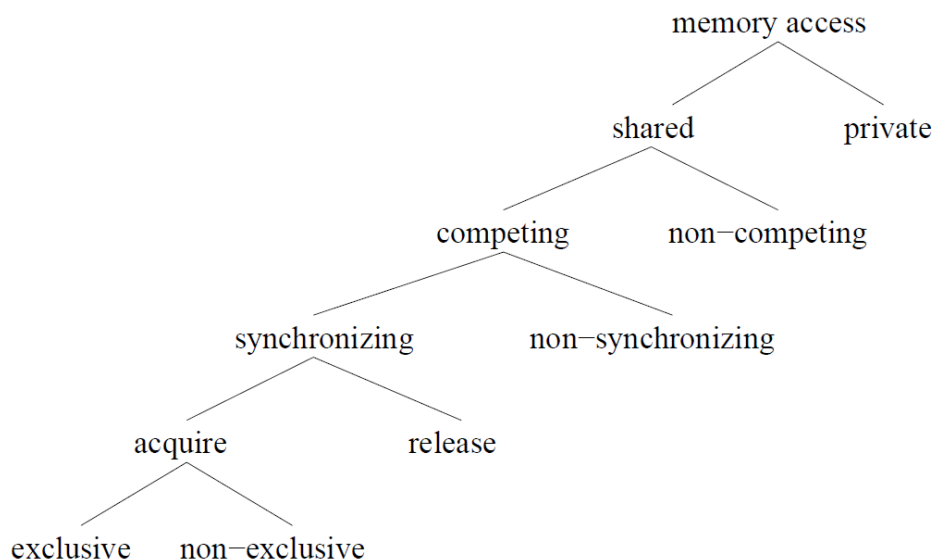 memory access
shared private
competing non−competing
synchronizing non−synchronizing
acquire release
exclusive non−exclusive